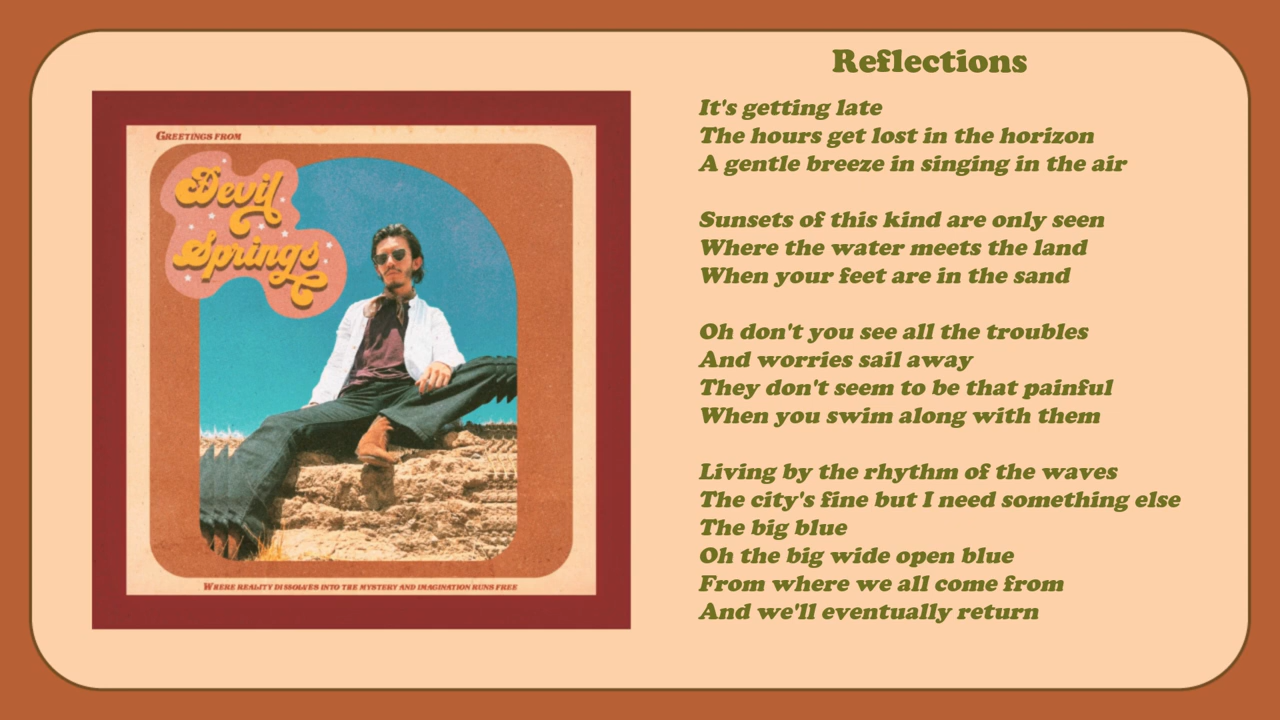 GREETINGS FROM
Devil
Springs
WHERE REALITY DISSOLVES INTO THE MYSTERY AND IMAGINATION RUNS FREE
Reflections
It's getting late
The hours get lost in the horizon
A gentle breeze in singing in the air
Sunsets of this kind are only seen
Where the water meets the land
When your feet are in the sand
Oh don't you see all the troubles
And worries sail away
They don't seem to be that painful
When you swim along with them
Living by the rhythm of the waves
The city's fine but I need something else
The big blue
Oh the big wide open blue
From where we all come from
And we'll eventually return